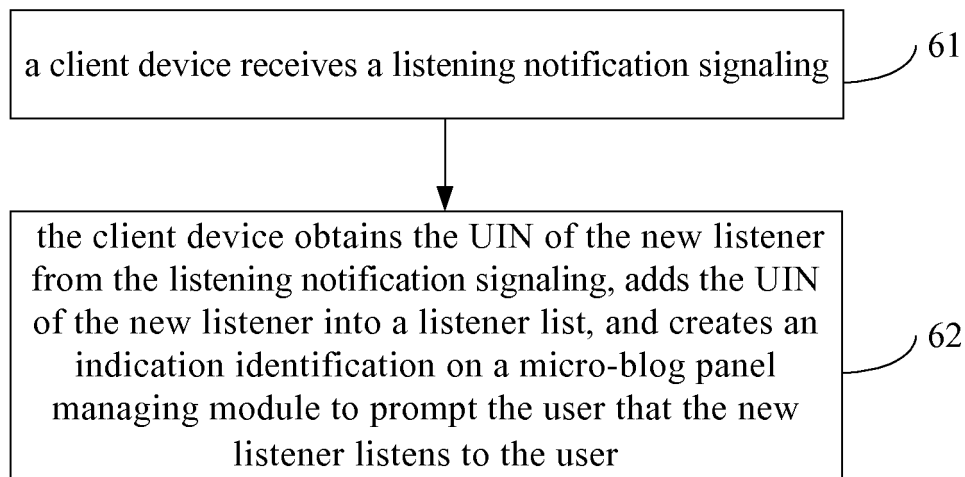 a client device receives a listening notification signaling
61
the client device obtains the UIN of the new listener
from the listening notification signaling, adds the UIN
of the new listener into a listener list, and creates an
indication identification on a micro-blog panel
managing module to prompt the user that the new
listener listens to the user
62